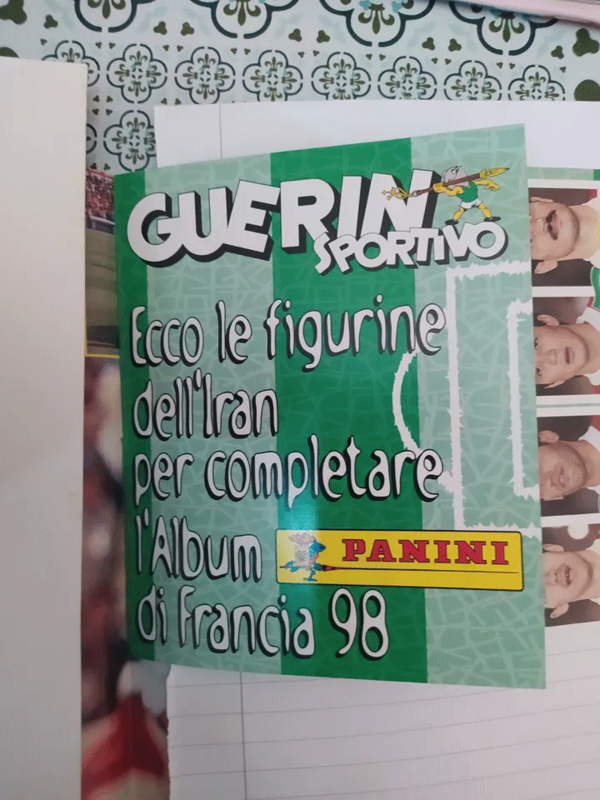 GUERIN
SPORTIVO
Ecco le figurine
dell'Iran
per completare
l'Album PANINI
di Francia 98